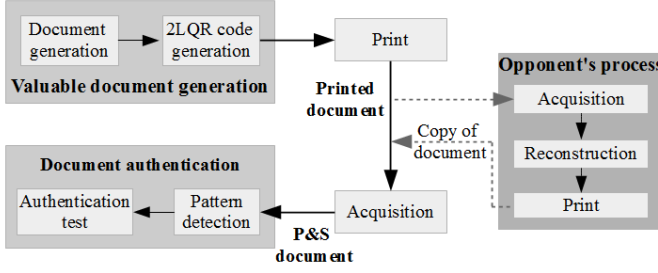 Document
generation
2LQR code
generation
Valuable document generation
Print
Printed
document
Opponent's process
Acquisition
Reconstruction
Print
Copy of
document
Document authentication
Authentication
test
Pattern
detection
Acquisition
P&S
document